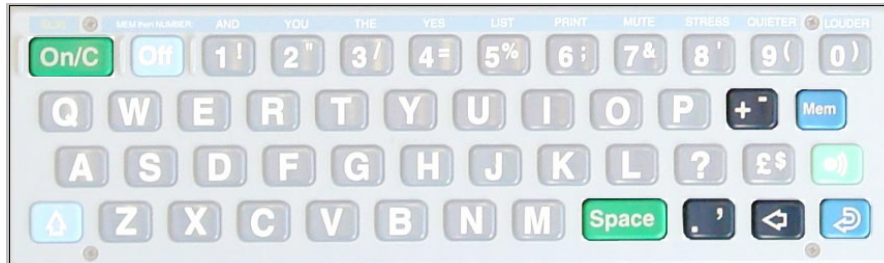 MEM then NUMBER AND YOU THE YES LIST PRINT MUTE STRESS QUIETER LOUDER
On/C Off 1 ! 2 " 3 / 4 = 5 % 6 ; 7 & 8 ' 9 ( 0 )
Q W E R T Y U I O P + - Mem
A S D F G H J K L ? £ $
Z X C V B N M Space . '